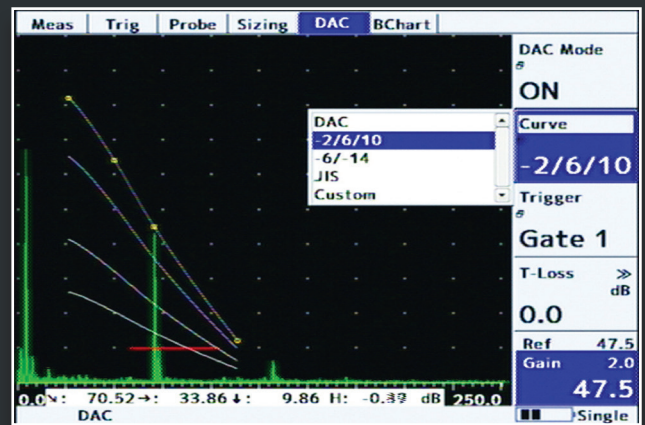 Meas Trig Probe Sizing DAC BChart
DAC Mode
ON
DAC
-2/6/10
-6/-14
JIS
Custom
Curve
-2/6/10
Trigger
Gate 1
T-Loss >>
dB
0.0
Ref 47.5
Gain 2.0
47.5
0.0 ↘: 70.52 →: 33.86 ↓: 9.86 H: dB 250.0
DAC
Single